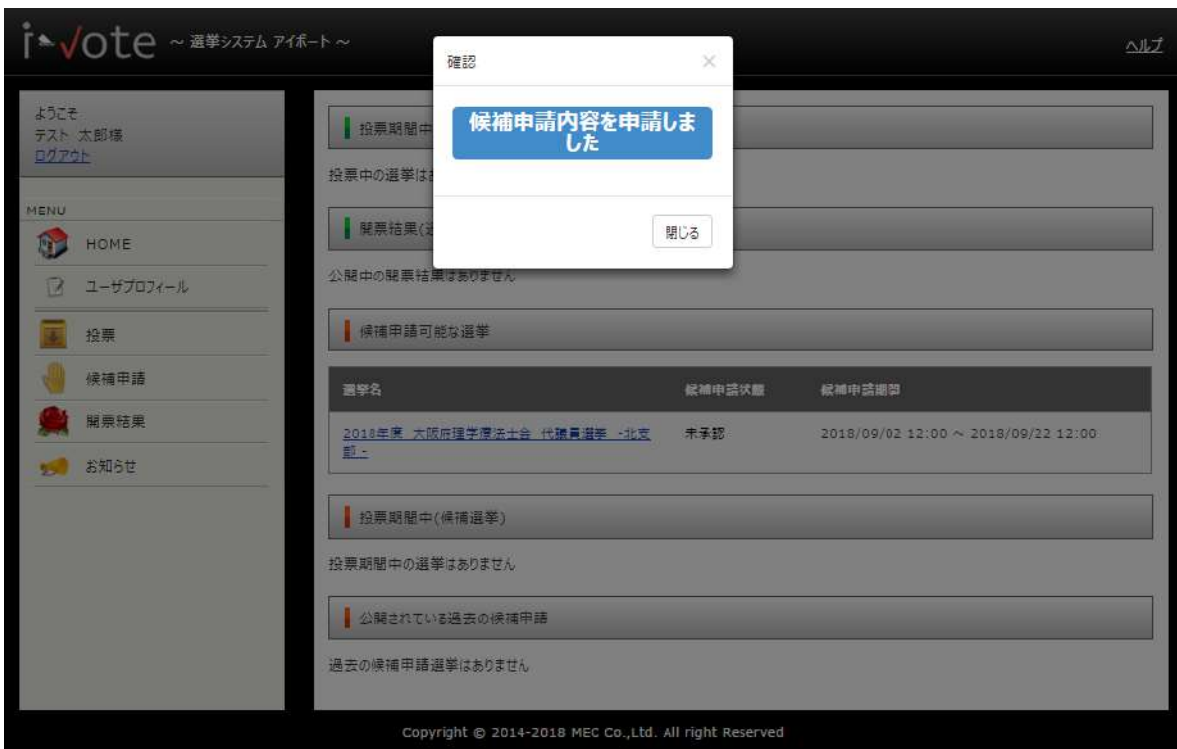 i-vote ～ 選挙システム アイボート ～
ヘルプ
確認
×
候補申請内容を申請しま
した
閉じる
ようこそ
テスト 太郎様
ログアウト
MENU
HOME
ユーザプロフィール
投票
候補申請
開票結果
お知らせ
投票期間中
投票中の選挙は
開票結果
公開中の開票結果はありません
候補申請可能な選挙
選挙名 候補申請状態 候補申請期間
2018年度 大阪府理学療法士会 代議員選挙 -北支
部 -
未承認
2018/09/02 12:00 ～ 2018/09/22 12:00
投票期間中(候補選挙)
投票期間中の選挙はありません
公開されている過去の候補申請
過去の候補申請選挙はありません
Copyright © 2014-2018 MEC Co.,Ltd. All right Reserved